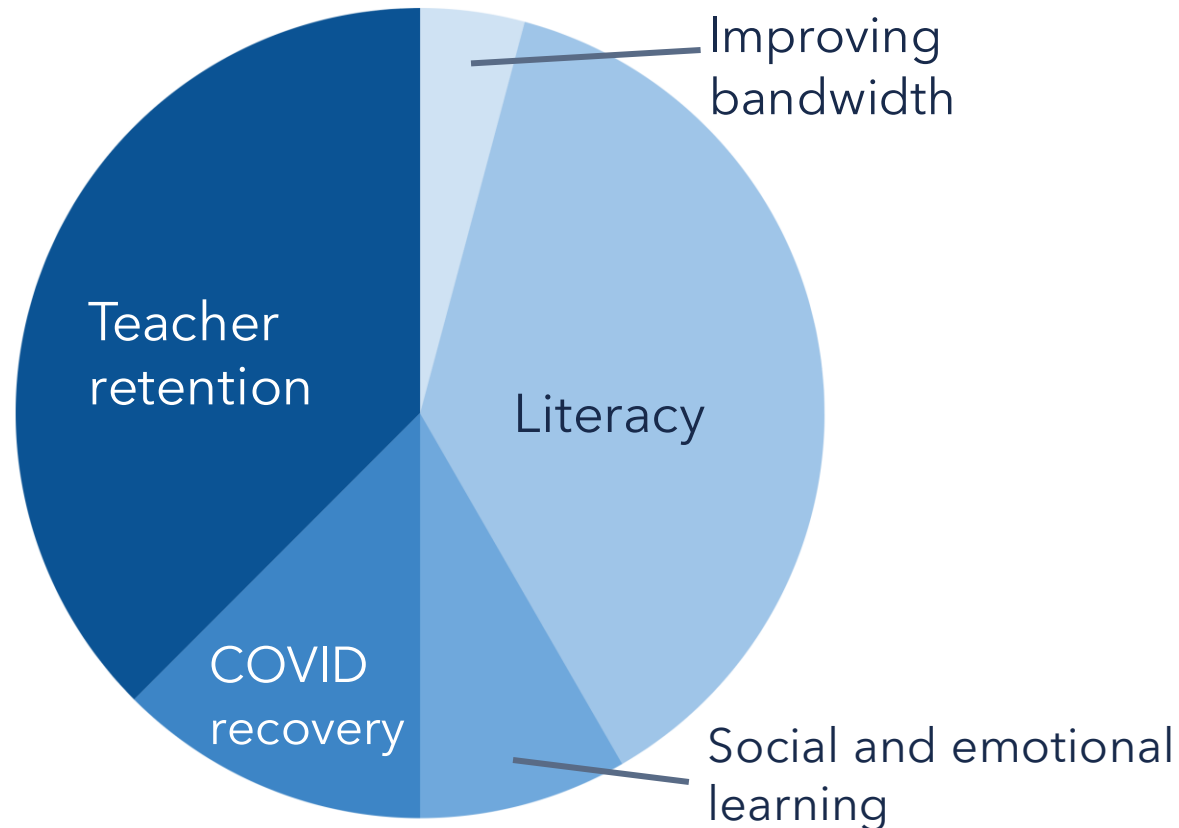 Improving
bandwidth
Teacher
retention
Literacy
COVID
recovery
Social and emotional
learning